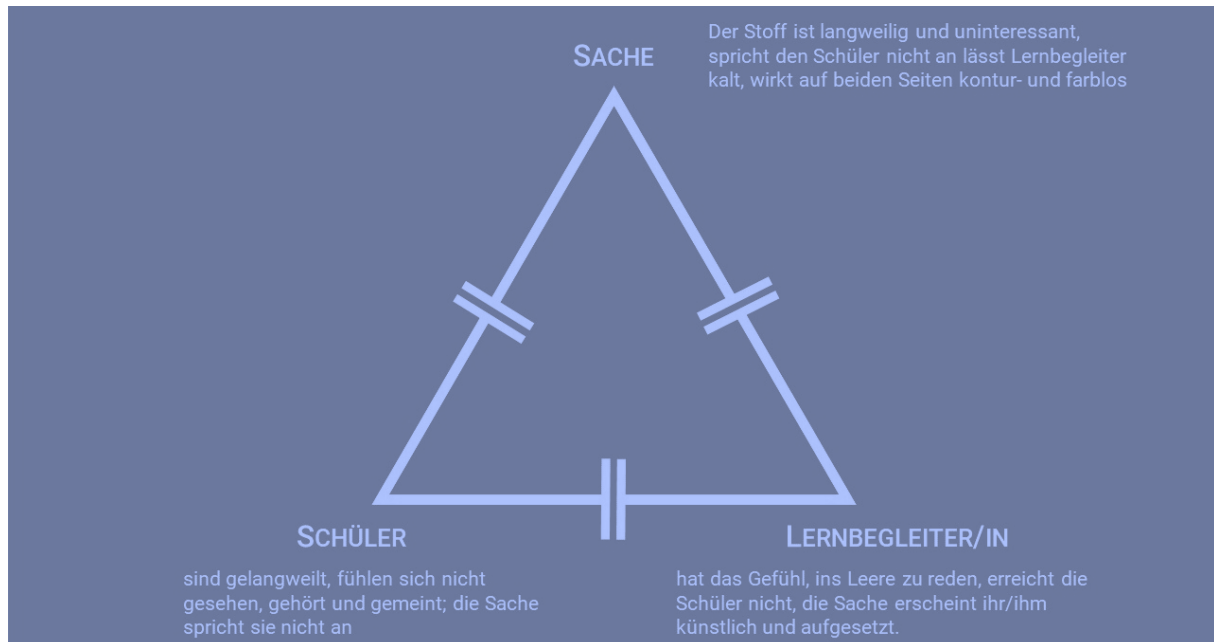 SACHE
Der Stoff ist langweilig und uninteressant,
spricht den Schüler nicht an lässt Lernbegleiter
kalt, wirkt auf beiden Seiten kontur- und farblos
SCHÜLER
sind gelangweilt, fühlen sich nicht
gesehen, gehört und gemeint; die Sache
spricht sie nicht an
LERNBEGLEITER/IN
hat das Gefühl, ins Leere zu reden, erreicht die
Schüler nicht, die Sache erscheint ihr/ihm
künstlich und aufgesetzt.